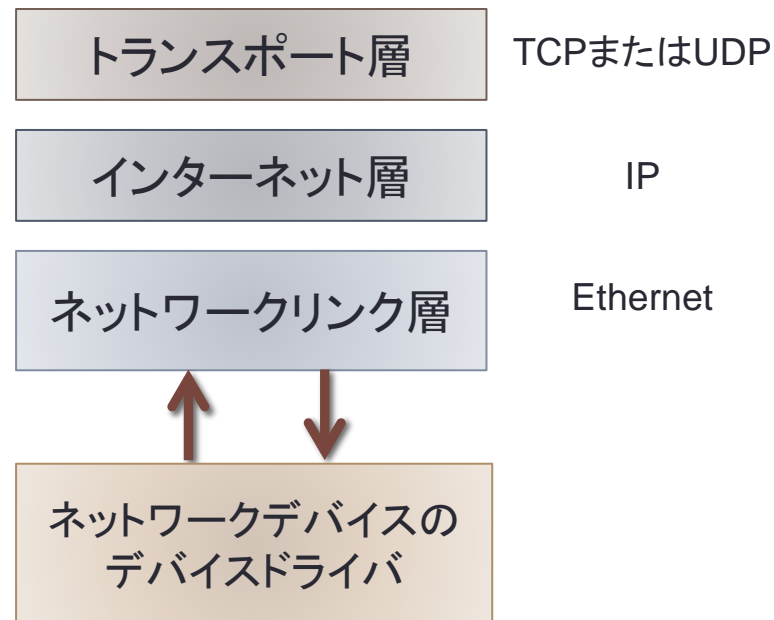 トランスポート層
TCPまたはUDP
インターネット層
IP
ネットワークリンク層
Ethernet
ネットワークデバイスの
デバイスドライバ